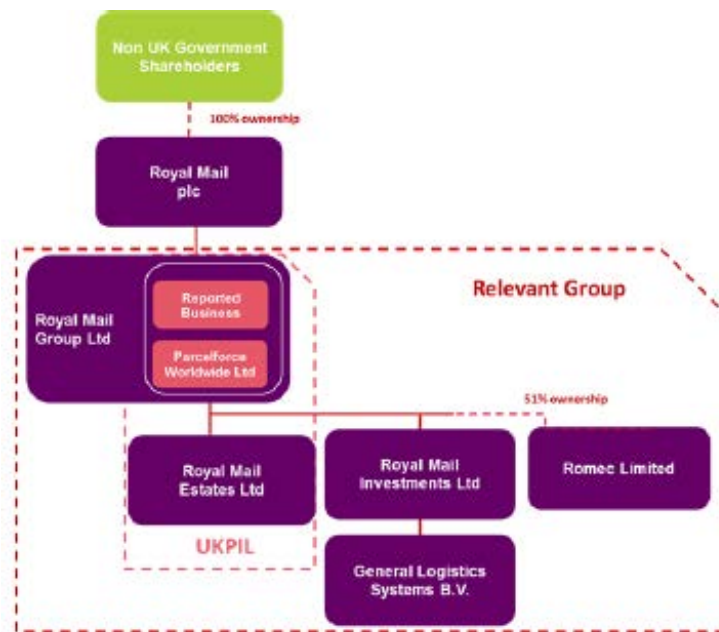 Non UK Government
Shareholders
100% ownership
Royal Mail
plc
Relevant Group
Royal Mail
Group Ltd
Reported
Business
Parcelforce
Worldwide Ltd
51% ownership
Royal Mail
Estates Ltd
Royal Mail
Investments Ltd
Romec Limited
UKPIL
General Logistics
Systems B.V.